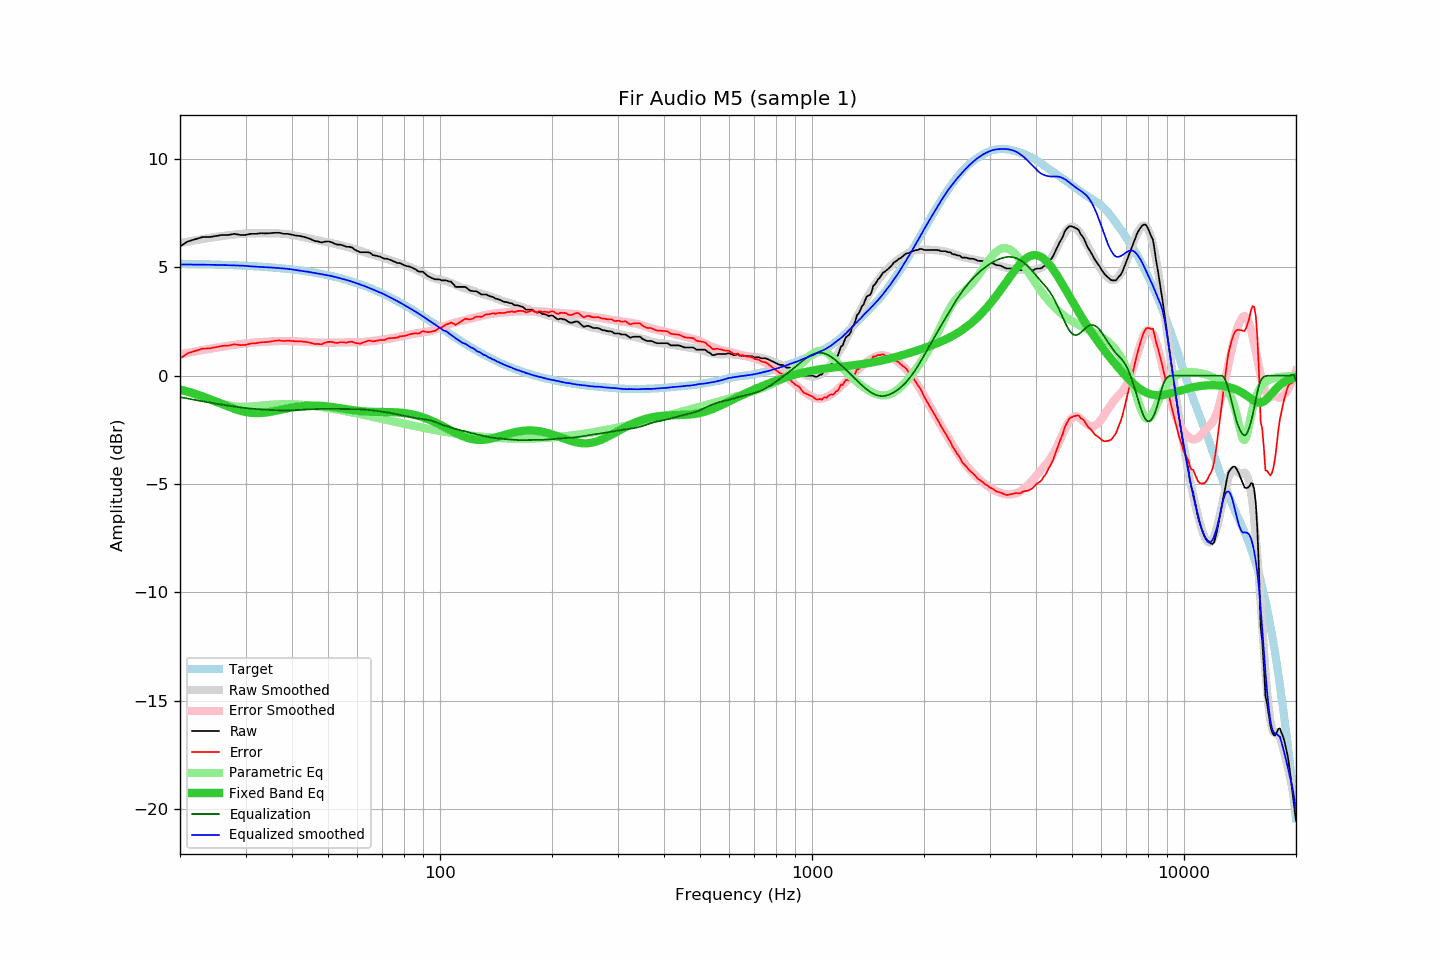 Fir Audio M5 (sample 1)
10
5
0
−5
−10
−15
−20
Amplitude (dBr)
Target
Raw Smoothed
Error Smoothed
Raw
Error
Parametric Eq
Fixed Band Eq
Equalization
Equalized smoothed
100
1000
10000
Frequency (Hz)